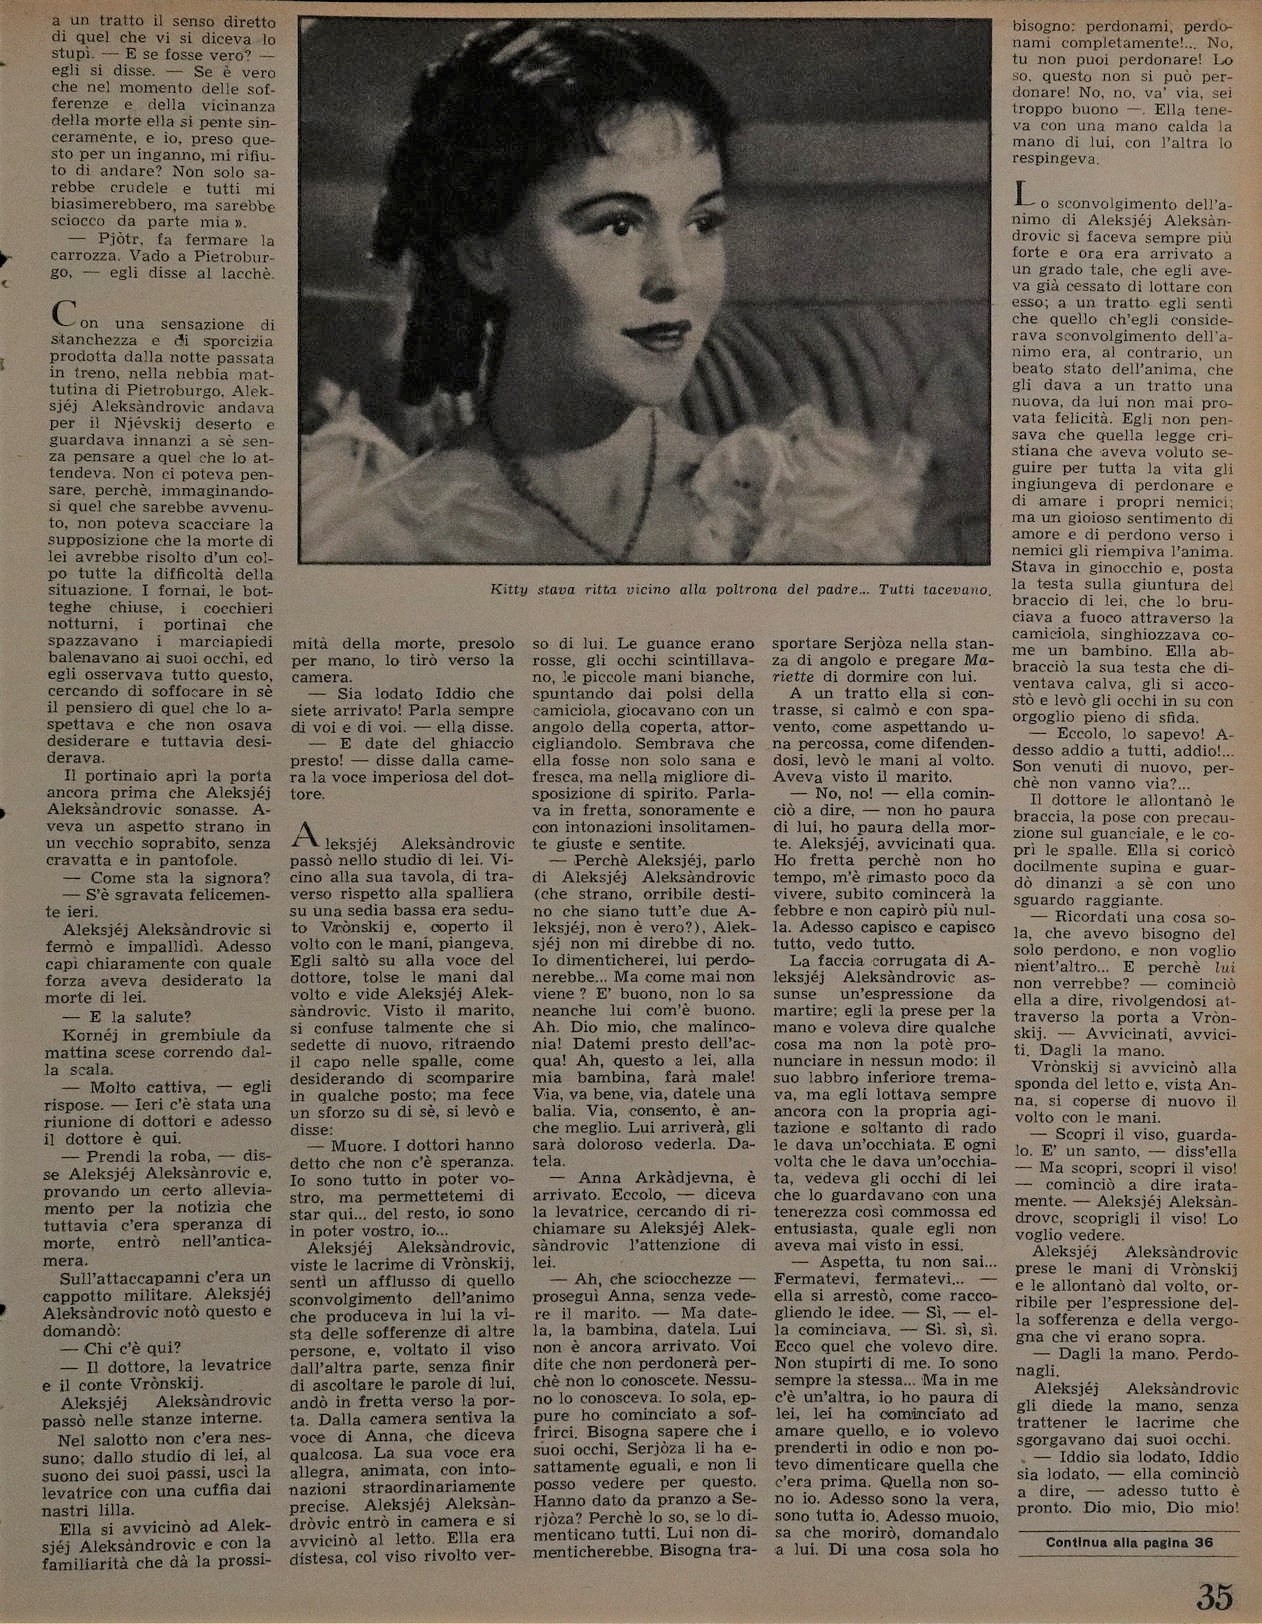 a un tratto il senso diretto
di quel che vi si diceva lo
stupì. — E se fosse vero? —
egli si disse. — Se è vero
che nel momento delle sof-
ferenze e della vicinanza
della morte ella si pente sin-
ceramente, e io, preso que-
sto per un inganno, mi rifiu-
to di andare? Non solo sa-
rebbe crudele e tutti mi
biasimerebbero, ma sarebbe
sciocco da parte mia ».
— Pjòtr, fa fermare la
carrozza. Vado a Pietrobur-
go, — egli disse al lacchè.
Con una sensazione di
stanchezza e di sporcizia
prodotta dalla notte passata
in treno, nella nebbia mat-
tutina di Pietroburgo, Alek-
sjéj Aleksàndrovic andava
per il Njévskij deserto e
guardava innanzi a sè sen-
za pensare a quel che lo at-
tendeva. Non ci poteva pen-
sare, perchè, immaginando-
si quel che sarebbe avvenu-
to, non poteva scacciare la
supposizione che la morte di
lei avrebbe risolto d'un col-
po tutte la difficoltà della
situazione. I fornai, le bot-
teghe chiuse, i cocchieri
notturni, i portinai che
spazzavano i marciapiedi
balenavano ai suoi occhi, ed
egli osservava tutto questo,
cercando di soffocare in sè
il pensiero di quel che lo a-
spettava e che non osava
desiderare e tuttavia desi-
derava.
Il portinaio aprì la porta
ancora prima che Aleksjéj
Aleksàndrovic sonasse. A-
veva un aspetto strano in
un vecchio soprabito, senza
cravatta e in pantofole.
— Come sta la signora?
— S'è sgravata felicemen-
te ieri.
Aleksjéj Aleksàndrovic si
fermò e impallidì. Adesso
capì chiaramente con quale
forza aveva desiderato la
morte di lei.
— E la salute?
Kornéj in grembiule da
mattina scese correndo dal-
la scala.
— Molto cattiva, — egli
rispose. — Ieri c'è stata una
riunione di dottori e adesso
il dottore è qui.
— Prendi la roba, — dis-
se Aleksjéj Aleksànrovic e,
provando un certo allevia-
mento per la notizia che
tuttavia c'era speranza di
morte, entrò nell'antica-
mera.
Sull'attaccapanni c'era un
cappotto militare. Aleksjéj
Aleksàndrovic notò questo e
domandò:
— Chi c'è qui?
— Il dottore, la levatrice
e il conte Vrònskij.
Aleksjéj Aleksàndrovic
passò nelle stanze interne.
Nel salotto non c'era nes-
suno; dallo studio di lei, al
suono dei suoi passi, uscì la
levatrice con una cuffia dai
nastri lilla.
Ella si avvicinò ad Alek-
sjéj Aleksàndrovic e con la
familiarità che dà la prossi-
Kitty stava ritta vicino alla poltrona del padre... Tutti tacevano.
mità della morte, presolo
per mano, lo tirò verso la
camera.
— Sia lodato Iddio che
siete arrivato! Parla sempre
di voi e di voi. — ella disse.
— E date del ghiaccio
presto! — disse dalla came-
ra la voce imperiosa del dot-
tore.
Aleksjéj Aleksàndrovic
passò nello studio di lei. Vi-
cino alla sua tavola, di tra-
verso rispetto alla spalliera
su una sedia bassa era sedu-
to Vrònskij e, coperto il
volto con le mani, piangeva.
Egli saltò su alla voce del
dottore, tolse le mani dal
volto e vide Aleksjéj Alek-
sàndrovic. Visto il marito,
si confuse talmente che si
sedette di nuovo, ritraendo
il capo nelle spalle, come
desiderando di scomparire
in qualche posto; ma fece
un sforzo su di sè, si levò e
disse:
— Muore. I dottori hanno
detto che non c'è speranza.
Io sono tutto in poter vo-
stro, ma permettetemi di
star qui... del resto, io sono
in poter vostro, io...
Aleksjéj Aleksàndrovic,
viste le lacrime di Vrònskij,
sentì un afflusso di quello
sconvolgimento dell'animo
che produceva in lui la vi-
sta delle sofferenze di altre
persone, e, voltato il viso
dall'altra parte, senza finir
di ascoltare le parole di lui,
andò in fretta verso la por-
ta. Dalla camera sentiva la
voce di Anna, che diceva
qualcosa. La sua voce era
allegra, animata, con into-
nazioni straordinariamente
precise. Aleksjéj Aleksàn-
dròvic entrò in camera e si
avvicinò al letto. Ella era
distesa, col viso rivolto ver-
so di lui. Le guance erano
rosse, gli occhi scintillava-
no, le piccole mani bianche,
spuntando dai polsi della
camiciola, giocavano con un
angolo della coperta, attor-
cigliandolo. Sembrava che
ella fosse non solo sana e
fresca, ma nella migliore di-
sposizione di spirito. Parla-
va in fretta, sonoramente e
con intonazioni insolitamen-
te giuste e sentite.
— Perchè Aleksjéj, parlo
di Aleksjéj Aleksàndrovic
(che strano, orribile desti-
no che siano tutt'e due A-
leksjéj, non è vero?), Alek-
sjéj non mi direbbe di no.
Io dimenticherei, lui perdo-
nerebbe... Ma come mai non
viene? E' buono, non lo sa
neanche lui com'è buono.
Ah. Dio mio, che malinco-
nia! Datemi presto dell'ac-
qua! Ah, questo a lei, alla
mia bambina, farà male!
Via, va bene, via, datele una
balia. Via, consento, è an-
che meglio. Lui arriverà, gli
sarà doloroso vederla. Da-
tela.
— Anna Arkàdjevna, è
arrivato. Eccolo, — diceva
la levatrice, cercando di ri-
chiamare su Aleksjéj Alek-
sàndrovic l'attenzione di
lei.
— Ah, che sciocchezze —
proseguì Anna, senza vede-
re il marito. — Ma date-
la, la bambina, datela. Lui
non è ancora arrivato. Voi
dite che non perdonerà per-
chè non lo conoscete. Nessu-
no lo conosceva. Io sola, ep-
pure ho cominciato a sof-
frirci. Bisogna sapere che i
suoi occhi, Serjòza li ha e-
sattamente eguali, e non li
posso vedere per questo.
Hanno dato da pranzo a Se-
rjòza? Perchè lo so, se lo di-
menticano tutti. Lui non di-
menticherebbe. Bisogna tra-
sportare Serjòza nella stan-
za di angolo e pregare Ma-
riette di dormire con lui.
A un tratto ella si con-
trasse, si calmò e con spa-
vento, come aspettando u-
na percossa, come difenden-
dosi, levò le mani al volto.
Aveva visto il marito.
— No, no! — ella comin-
ciò a dire, — non ho paura
di lui, ho paura della mor-
te. Aleksjéj, avvicinati qua.
Ho fretta perchè non ho
tempo, m'è rimasto poco da
vivere, subito comincerà la
febbre e non capirò più nul-
la. Adesso capisco e capisco
tutto, vedo tutto.
La faccia corrugata di A-
leksjéj Aleksàndrovic as-
sunse un'espressione da
martire; egli la prese per la
mano e voleva dire qualche
cosa ma non la potè pro-
nunciare in nessun modo: il
suo labbro inferiore trema-
va, ma egli lottava sempre
ancora con la propria agi-
tazione e soltanto di rado
le dava un'occhiata. E ogni
volta che le dava un'occhia-
ta, vedeva gli occhi di lei
che lo guardavano con una
tenerezza così commossa ed
entusiasta, quale egli non
aveva mai visto in essi.
— Aspetta, tu non sai...
Fermatevi, fermatevi... —
ella si arrestò, come racco-
gliendo le idee. — Sì, — el-
la cominciava. — Sì. sì, sì.
Ecco quel che volevo dire.
Non stupirti di me. Io sono
sempre la stessa... Ma in me
c'è un'altra, io ho paura di
lei, lei ha cominciato ad
amare quello, e io volevo
prenderti in odio e non po-
tevo dimenticare quella che
c'era prima. Quella non so-
no io. Adesso sono la vera,
sono tutta io. Adesso muoio,
sa che morirò, domandalo
a lui. Di una cosa sola ho
bisogno: perdonami, perdo-
nami completamente!... No,
tu non puoi perdonare! Lo
so, questo non si può per-
donare! No, no, va' via, sei
troppo buono —. Ella tene-
va con una mano calda la
mano di lui, con l'altra lo
respingeva.
Lo sconvolgimento dell'a-
nimo di Aleksjéj Aleksàn-
drovic si faceva sempre più
forte e ora era arrivato a
un grado tale, che egli ave-
va già cessato di lottare con
esso; a un tratto egli sentì
che quello ch'egli conside-
rava sconvolgimento dell'a-
nimo era, al contrario, un
beato stato dell'anima, che
gli dava a un tratto una
nuova, da lui non mai pro-
vata felicità. Egli non pen-
sava che quella legge cri-
stiana che aveva voluto se-
guire per tutta la vita gli
ingiungeva di perdonare e
di amare i propri nemici;
ma un gioioso sentimento di
amore e di perdono verso i
nemici gli riempiva l'anima.
Stava in ginocchio e, posta
la testa sulla giuntura del
braccio di lei, che lo bru-
ciava a fuoco attraverso la
camiciola, singhiozzava co-
me un bambino. Ella ab-
bracciò la sua testa che di-
ventava calva, gli si acco-
stò e levò gli occhi in su con
orgoglio pieno di sfida.
— Eccolo, lo sapevo! A-
desso addio a tutti, addio!...
Son venuti di nuovo, per-
chè non vanno via?...
Il dottore le allontanò le
braccia, la pose con precau-
zione sul guanciale, e le co-
prì le spalle. Ella si coricò
docilmente supina e guar-
dò dinanzi a sè con uno
sguardo raggiante.
— Ricordati una cosa so-
la, che avevo bisogno del
solo perdono, e non voglio
nient'altro... E perchè lui
non verrebbe? — cominciò
ella a dire, rivolgendosi at-
traverso la porta a Vròn-
skij. — Avvicinati, avvici-
ti. Dagli la mano.
Vrònskij si avvicinò alla
sponda del letto e, vista An-
na, si coperse di nuovo il
volto con le mani.
— Scopri il viso, guarda-
lo. E' un santo, — diss'ella
— Ma scopri, scopri il viso!
— cominciò a dire irata-
mente. — Aleksjéj Aleksàn-
drovc, scoprigli il viso! Lo
voglio vedere.
Aleksjéj Aleksàndrovic
prese le mani di Vrònskij
e le allontanò dal volto, or-
ribile per l'espressione del-
la sofferenza e della vergo-
gna che vi erano sopra.
— Dagli la mano. Perdo-
nagli.
Aleksjéj Aleksàndrovic
gli diede la mano, senza
trattener le lacrime che
sgorgavano dai suoi occhi.
— Iddio sia lodato, Iddio
sia lodato, — ella cominciò
a dire, — adesso tutto è
pronto. Dio mio, Dio mio!
Continua alla pagina 36
35